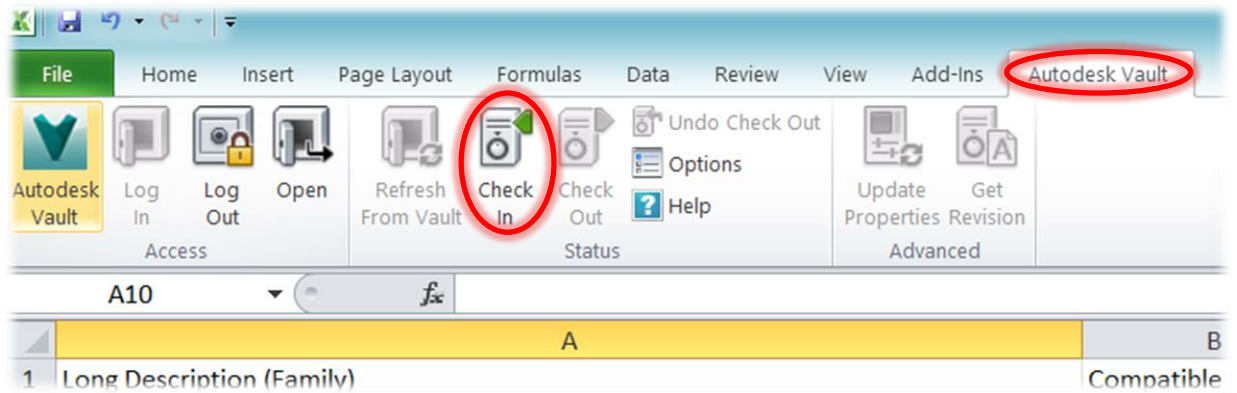 File Home Insert Page Layout Formulas Data Review View Add-Ins Autodesk Vault
Autodesk Vault
Log In
Log Out
Open
Refresh From Vault
Check In
Check Out
Undo Check Out
Options
Help
Update Properties
Get Revision
Access
Status
Advanced
A10 fx
A B
1 Long Description (Family) Compatible